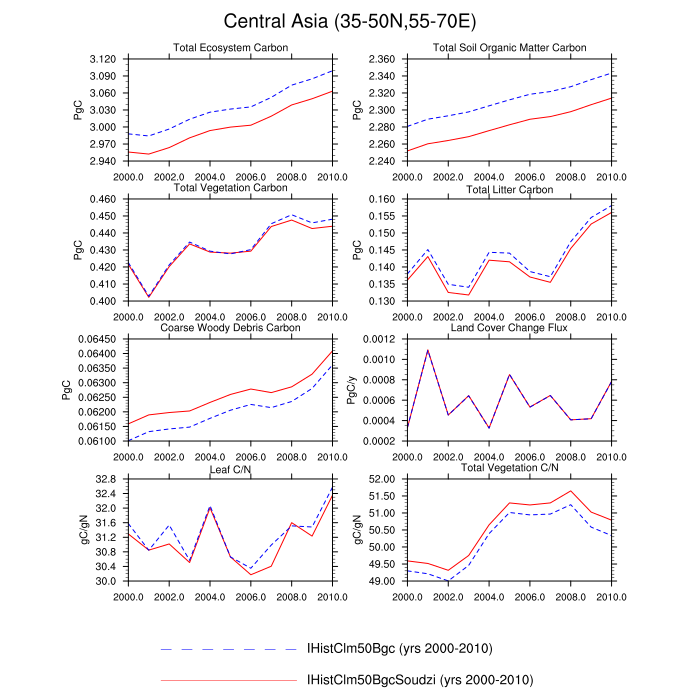 Central Asia (35-50N,55-70E)
Total Ecosystem Carbon
Total Soil Organic Matter Carbon
3.120
3.090
3.060
3.030
3.000
2.970
2.940
PgC
2000.0 2002.0 2004.0 2006.0 2008.0 2010.0
2.360
2.340
2.320
2.300
2.280
2.260
2.240
PgC
2000.0 2002.0 2004.0 2006.0 2008.0 2010.0
Total Vegetation Carbon
Total Litter Carbon
0.460
0.450
0.440
0.430
0.420
0.410
0.400
PgC
2000.0 2002.0 2004.0 2006.0 2008.0 2010.0
0.160
0.155
0.150
0.145
0.140
0.135
0.130
PgC
2000.0 2002.0 2004.0 2006.0 2008.0 2010.0
Coarse Woody Debris Carbon
Land Cover Change Flux
0.06450
0.06400
0.06350
0.06300
0.06250
0.06200
0.06150
0.06100
PgC
2000.0 2002.0 2004.0 2006.0 2008.0 2010.0
0.0012
0.0010
0.0008
0.0006
0.0004
0.0002
PgC/y
2000.0 2002.0 2004.0 2006.0 2008.0 2010.0
Leaf C/N
Total Vegetation C/N
32.8
32.4
32.0
31.6
31.2
30.8
30.4
30.0
gC/gN
2000.0 2002.0 2004.0 2006.0 2008.0 2010.0
52.00
51.50
51.00
50.50
50.00
49.50
49.00
gC/gN
2000.0 2002.0 2004.0 2006.0 2008.0 2010.0
IHistClm50Bgc (yrs 2000-2010)
IHistClm50BgcSoudzi (yrs 2000-2010)